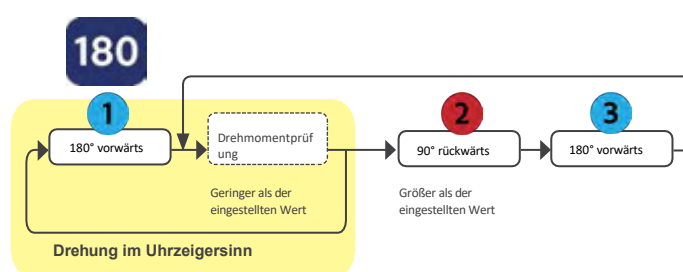 180
1
2
3
180° vorwärts
Drehmomentprüf
ung
90° rückwärts
180° vorwärts
Geringer als der
eingestellten Wert
Größer als der
eingestellten Wert
Drehung im Uhrzeigersinn